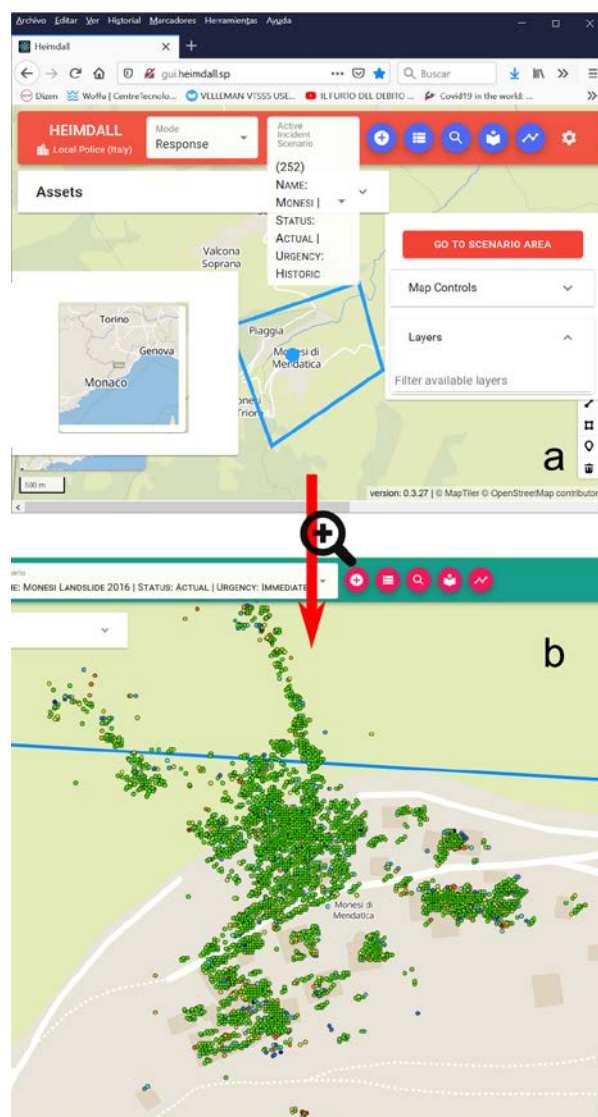 Archivo Editar Ver Historial Marcadores Herramientas Ayuda
Heimdall
gui.heimdall.sp
Buscar
Dizen
Woffu | CentreTecnolo...
VELLEMAN VTSS5 USE...
IL FURTO DEL DEBITO ...
Covid19 in the world: ...
HEIMDALL
Local Police (Italy)
Mode
Response
Active
Incident
Scenario
(252)
NAME:
MONESI |
STATUS:
ACTUAL |
URGENCY:
HISTORIC
Assets
GO TO SCENARIO AREA
Map Controls
Layers
Filter available layers
Valcona
Soprana
Piaggia
Monesi di
Mendatica
Torino
Genova
Monaco
500 m
version: 0.3.27 | © MapTiler © OpenStreetMap contributor
a
NAME: MONESI LANDSLIDE 2016 | STATUS: ACTUAL | URGENCY: IMMEDIATE
b
Monesi di
Mendatica